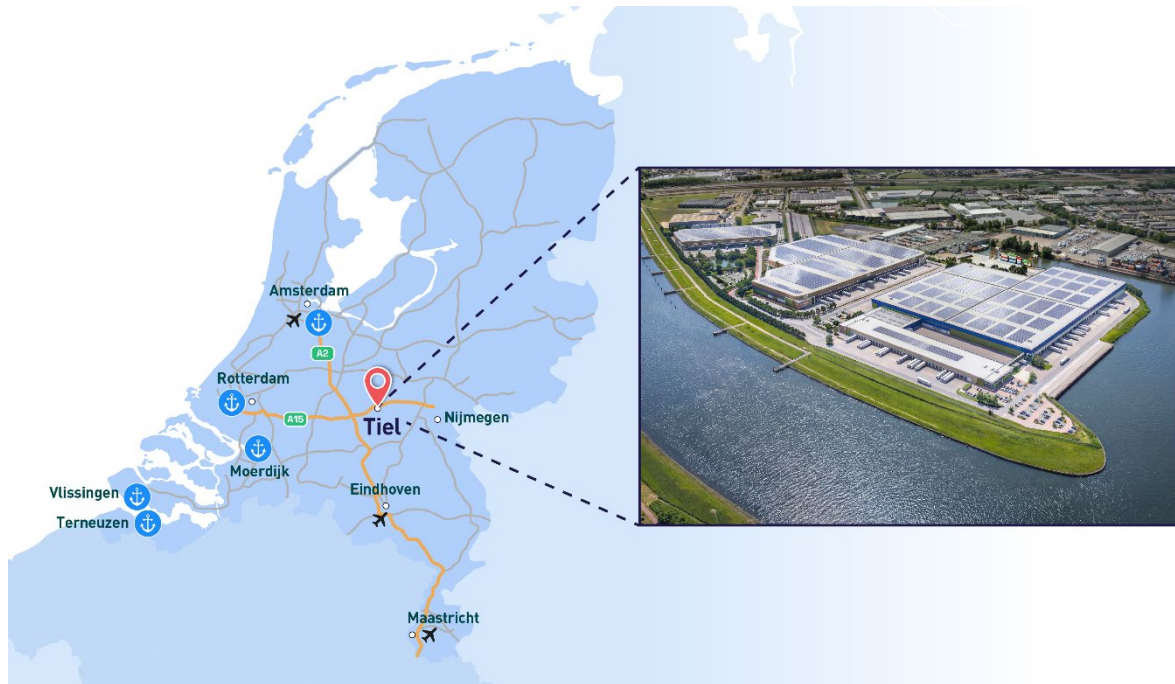 Amsterdam
A2
Rotterdam
A15
Tiel
Nijmegen
Moerdijk
Eindhoven
Vlissingen
Terneuzen
Maastricht